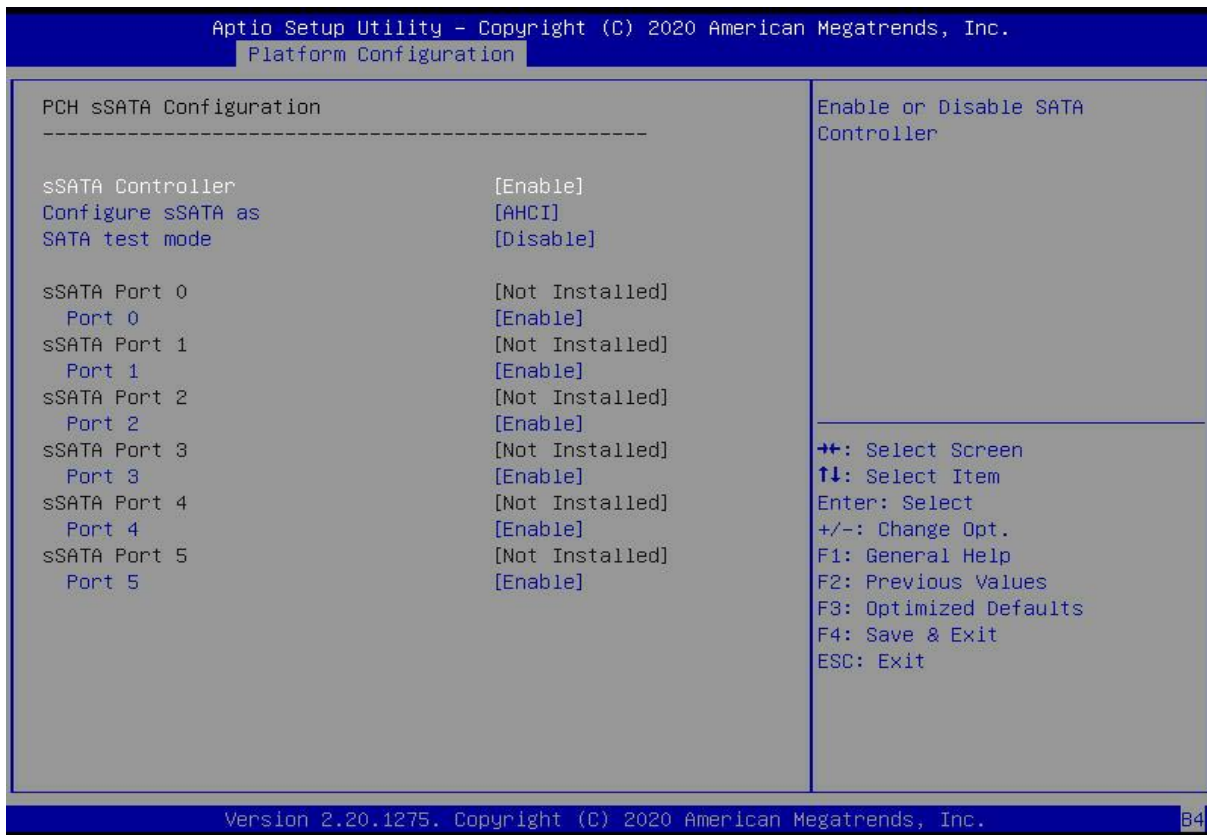 Aptio Setup Utility – Copyright (C) 2020 American Megatrends, Inc.
Platform Configuration
PCH sSATA Configuration
--------------------------------------------------
sSATA Controller [Enable]
Configure sSATA as [AHCI]
SATA test mode [Disable]
sSATA Port 0 [Not Installed]
Port 0 [Enable]
sSATA Port 1 [Not Installed]
Port 1 [Enable]
sSATA Port 2 [Not Installed]
Port 2 [Enable]
sSATA Port 3 [Not Installed]
Port 3 [Enable]
sSATA Port 4 [Not Installed]
Port 4 [Enable]
sSATA Port 5 [Not Installed]
Port 5 [Enable]
Enable or Disable SATA
Controller
→←: Select Screen
↑↓: Select Item
Enter: Select
+/-: Change Opt.
F1: General Help
F2: Previous Values
F3: Optimized Defaults
F4: Save & Exit
ESC: Exit
Version 2.20.1275. Copyright (C) 2020 American Megatrends, Inc.
B4